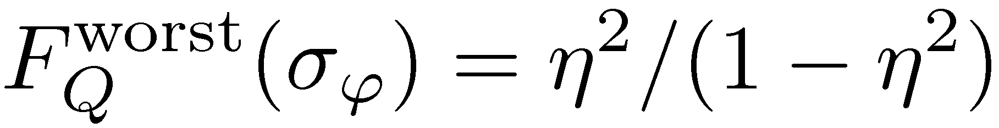 F_Q^{worst}(σ_φ) = η^2/(1 − η^2)